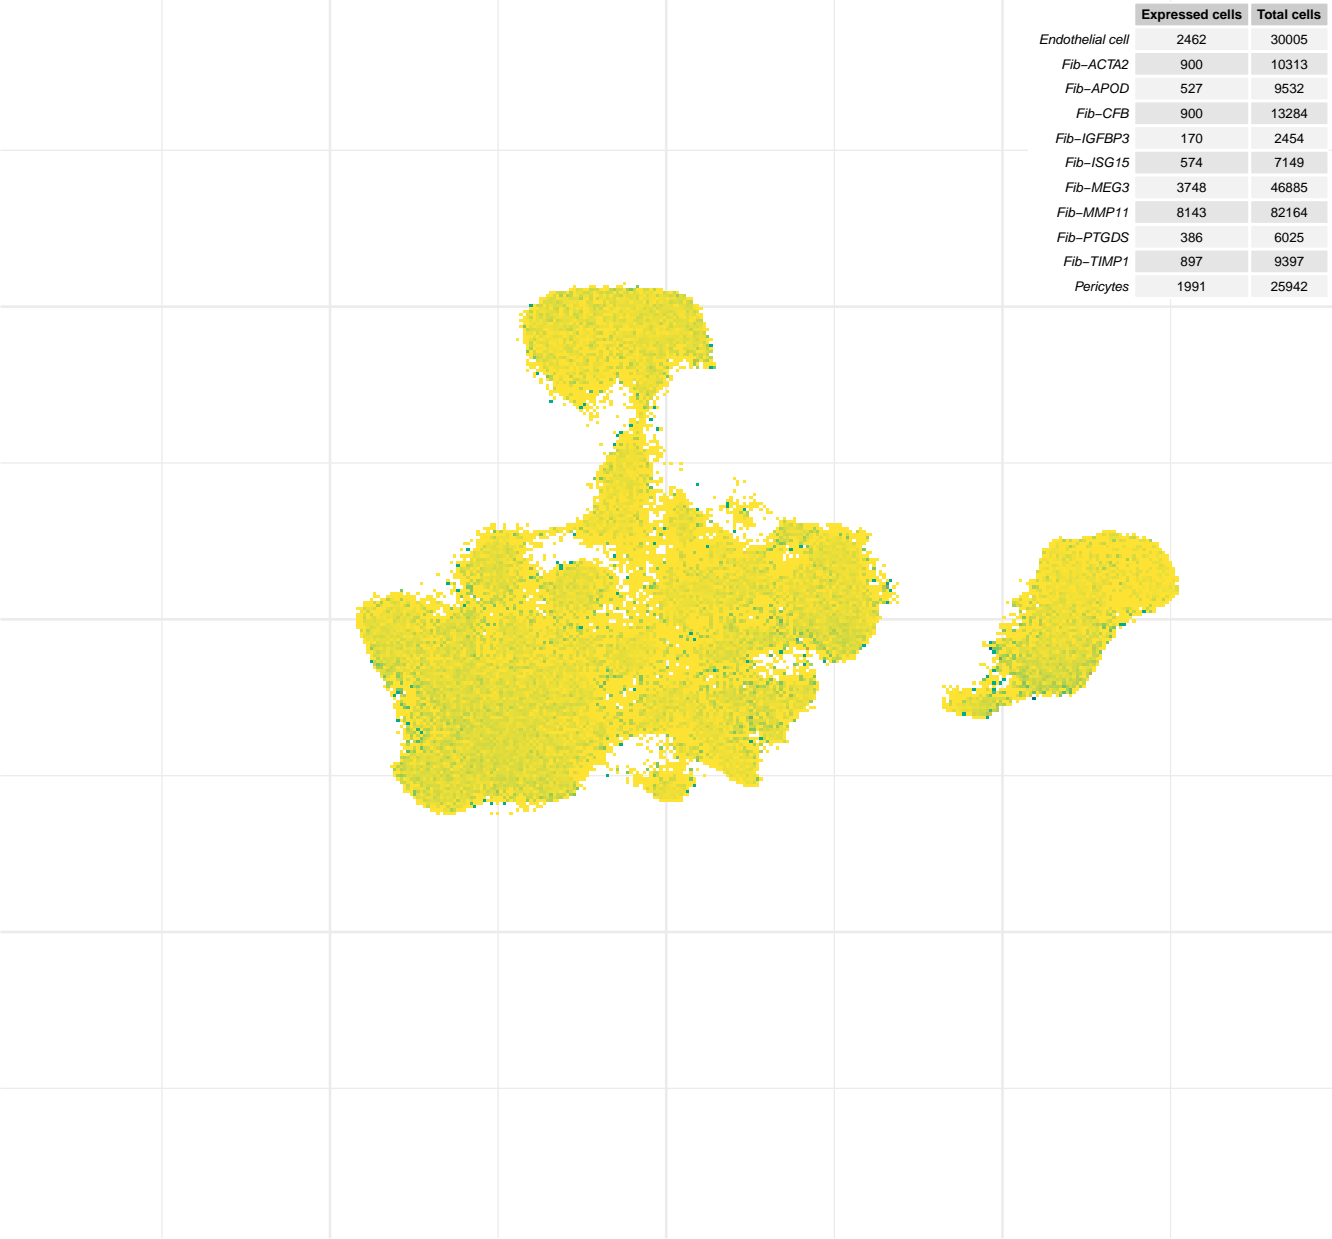 Expressed cells Total cells
Endothelial cell 2462 30005
Fib−ACTA2 900 10313
Fib−APOD 527 9532
Fib−CFB 900 13284
Fib−IGFBP3 170 2454
Fib−ISG15 574 7149
Fib−MEG3 3748 46885
Fib−MMP11 8143 82164
Fib−PTGDS 386 6025
Fib−TIMP1 897 9397
Pericytes 1991 25942